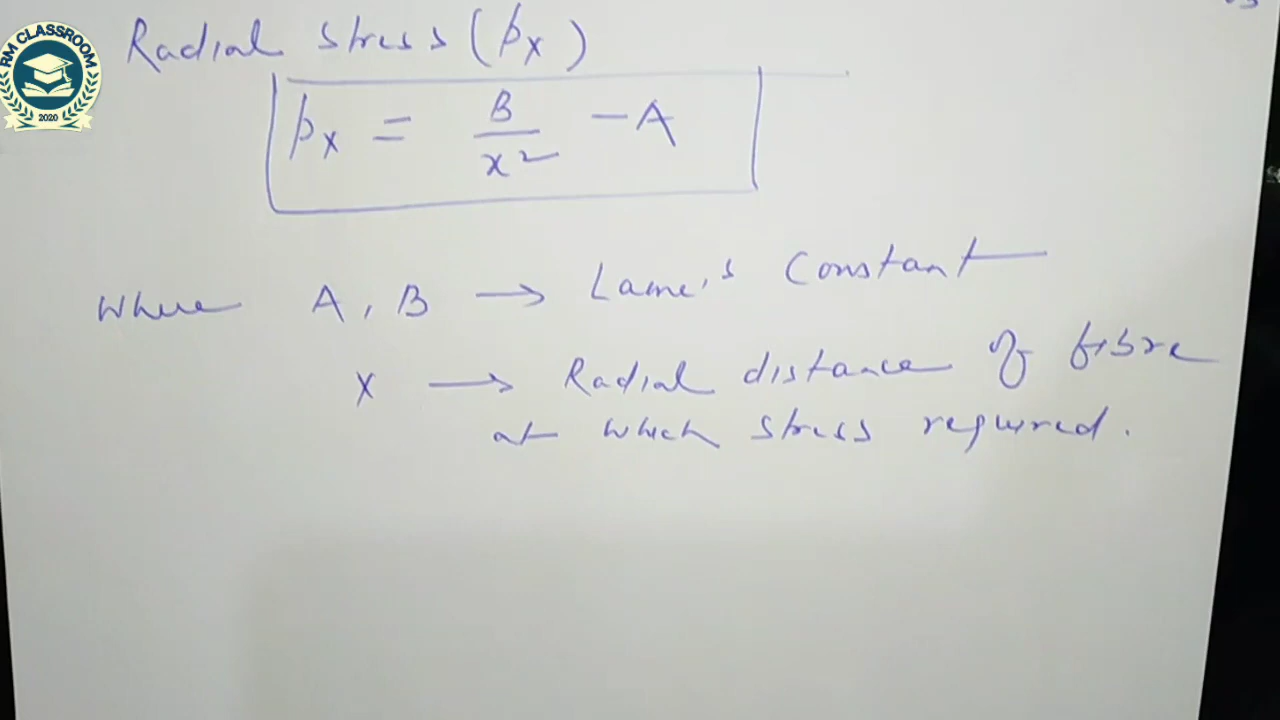 RM CLASSROOM
2020
Radial stress (px)
px = B/x² - A
Where A, B → Lame's Constant
x → Radial distance of fibre
at which stress required.